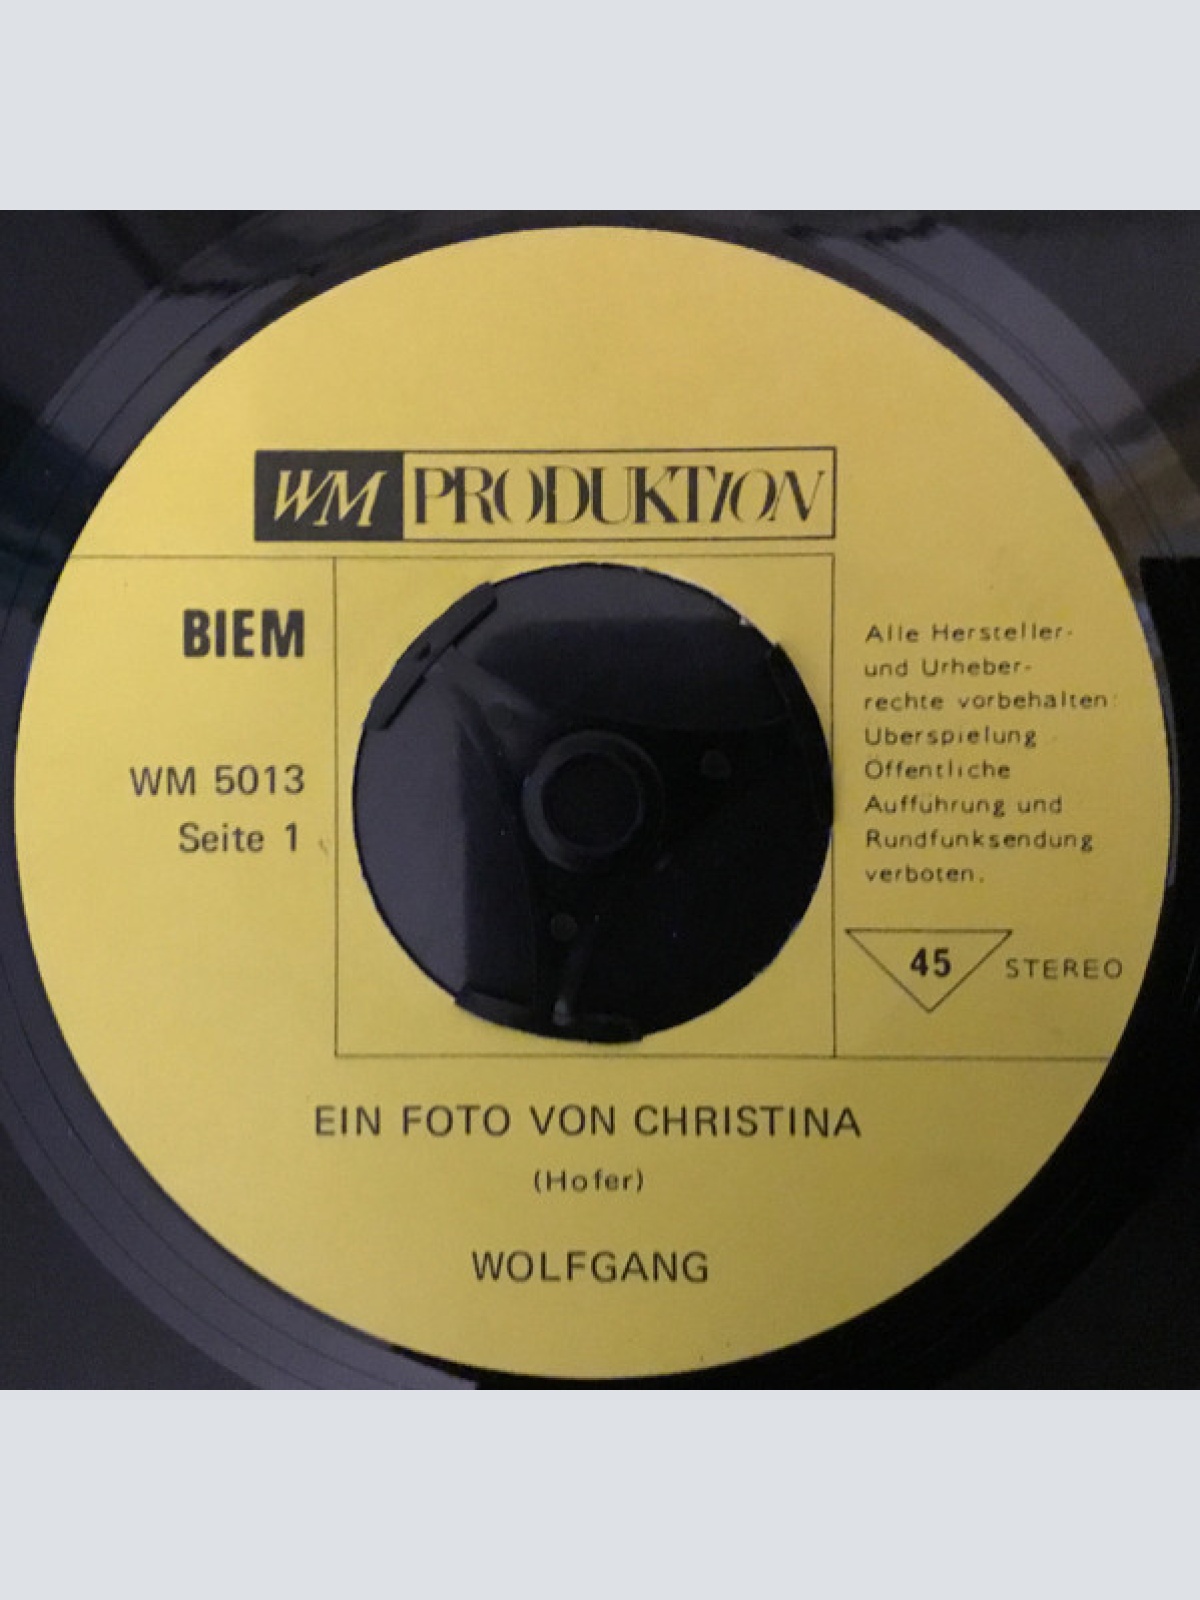 WM PRODUKTION
BIEM
WM 5013
Seite 1
Alle Hersteller-
und Urheber-
rechte vorbehalten:
Überspielung
Öffentliche
Aufführung und
Rundfunksendung
verboten.
45 STEREO
EIN FOTO VON CHRISTINA
(Hofer)
WOLFGANG